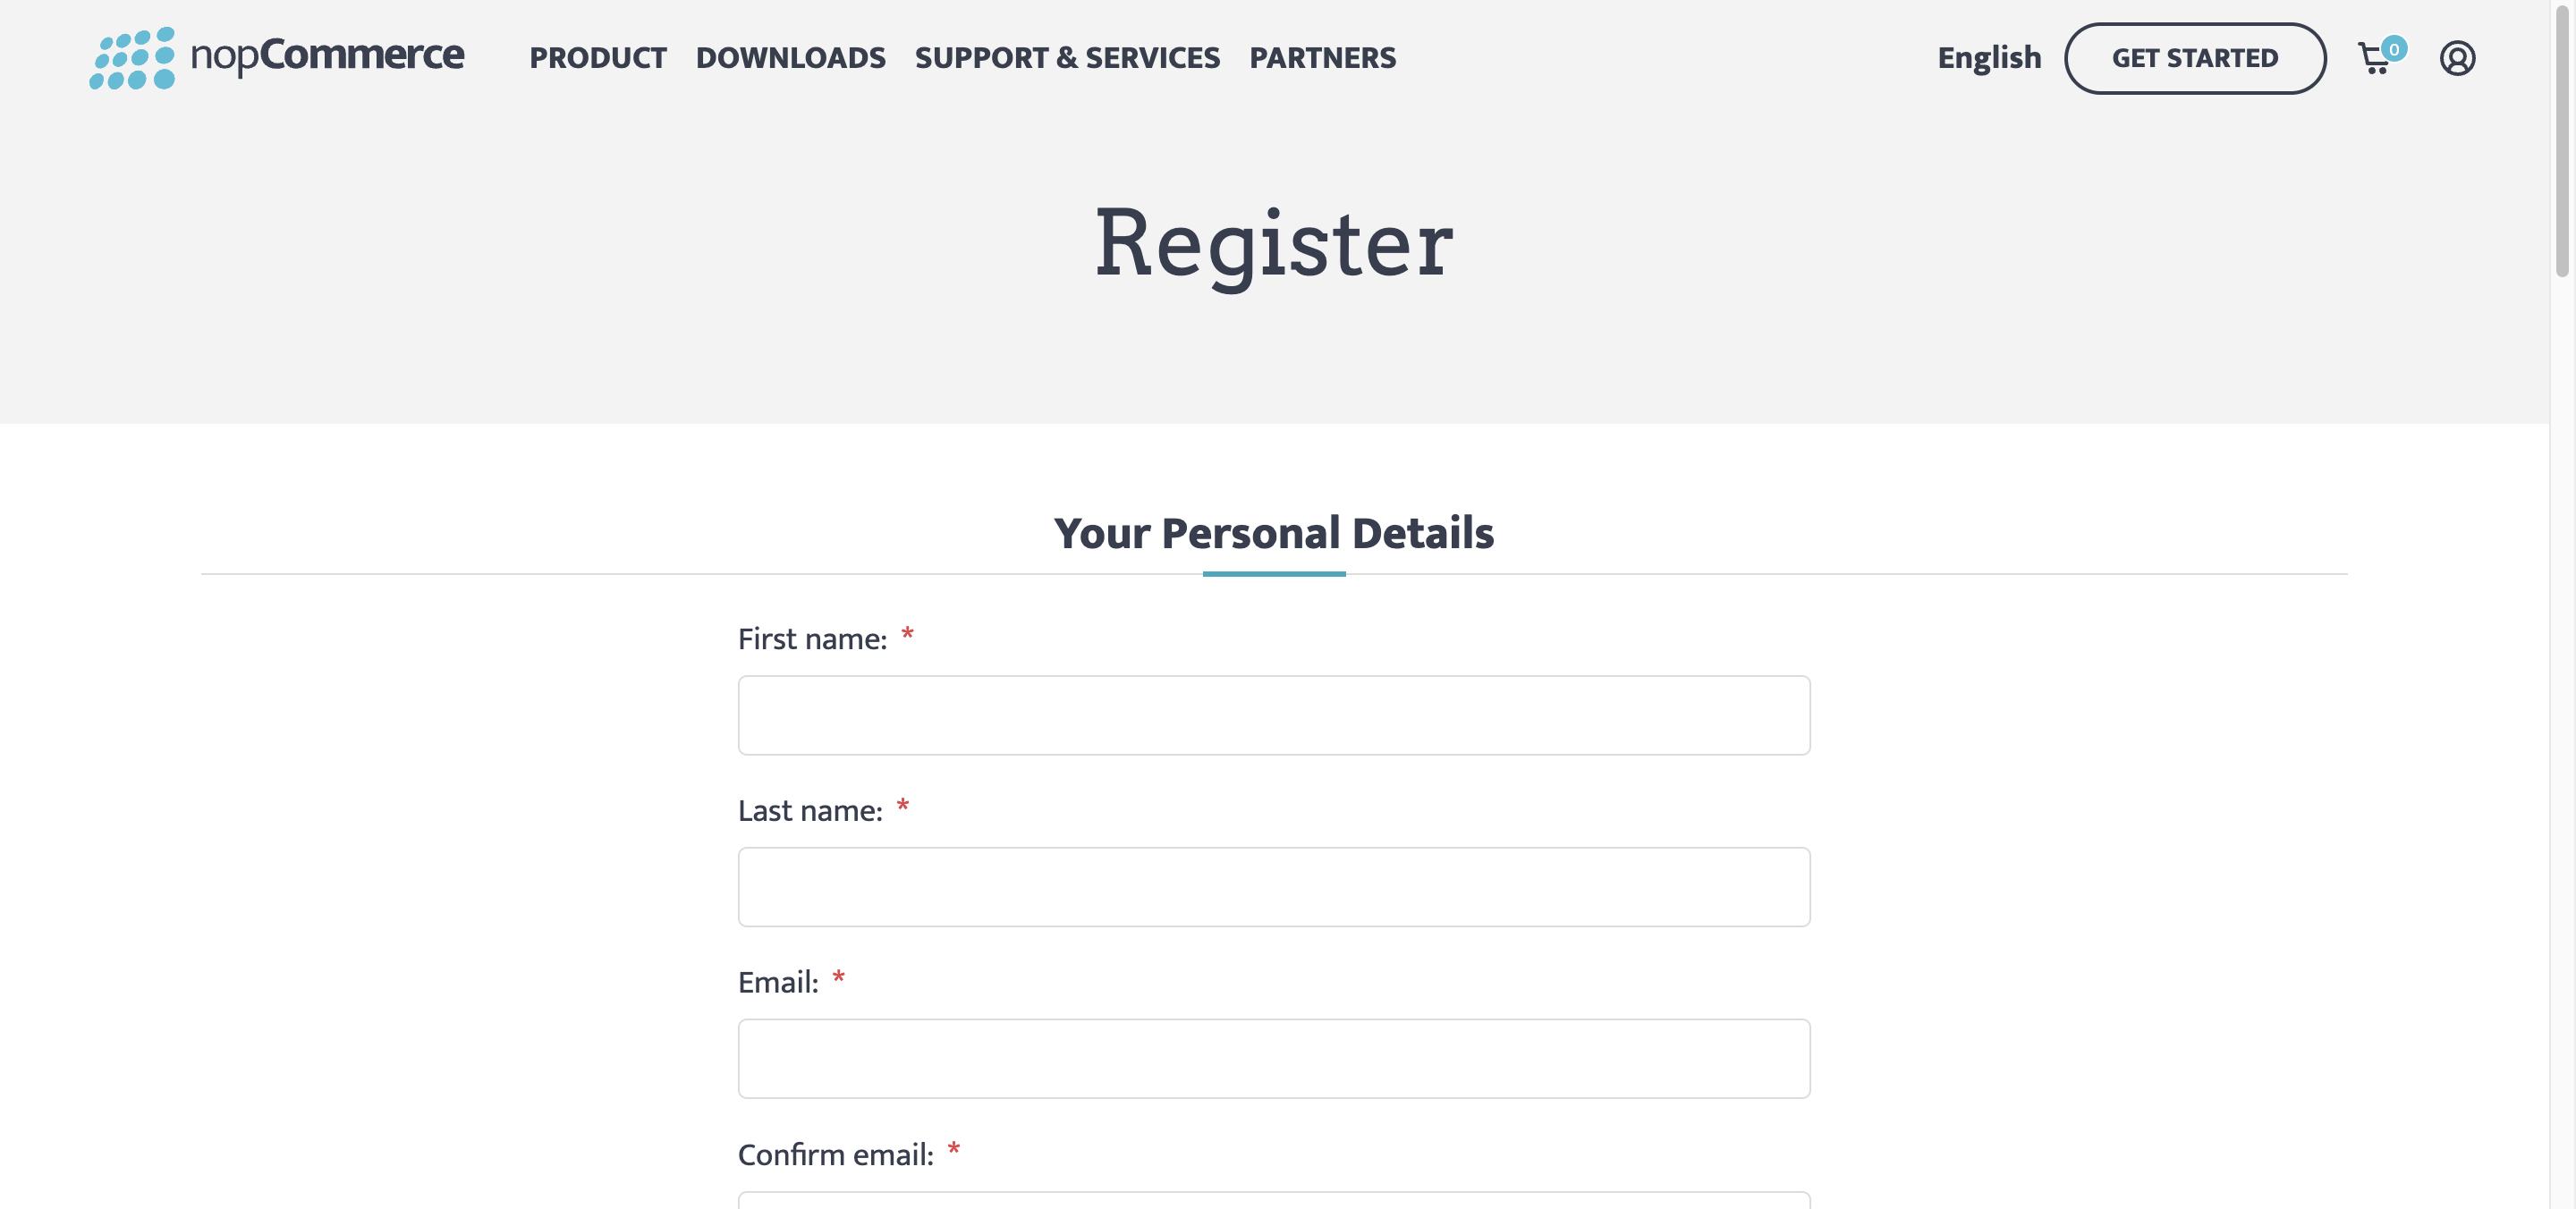 nopCommerce PRODUCT DOWNLOADS SUPPORT & SERVICES PARTNERS English GET STARTED 0
Register
Your Personal Details
First name: *
Last name: *
Email: *
Confirm email: *